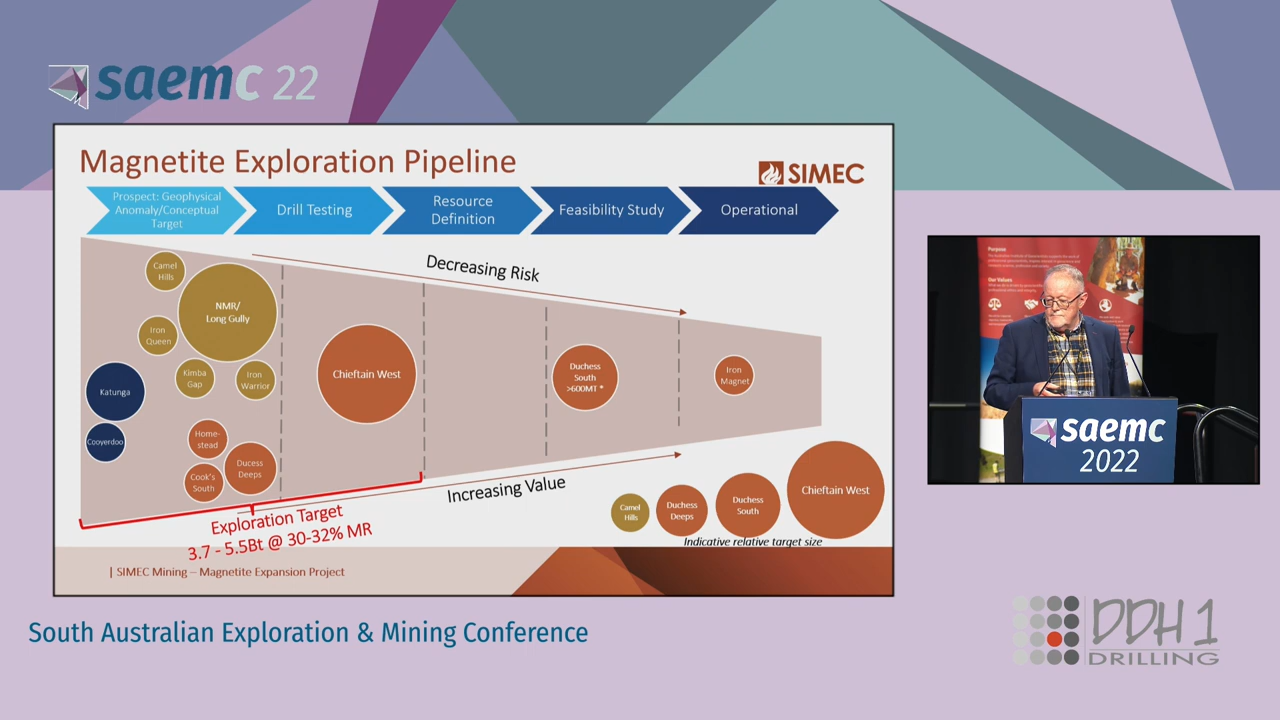 saemc 22
Magnetite Exploration Pipeline
SIMEC
Prospect: Geophysical
Anomaly/Conceptual
Target
Drill Testing
Resource
Definition
Feasibility Study
Operational
Decreasing Risk
Camel
Hills
NMR/
Long Gully
Iron
Queen
Kimba
Gap
Iron
Warrior
Katunga
Cooyerdoo
Home-
stead
Cook's
South
Ducess
Deeps
Chieftain West
Duchess
South
>600MT *
Iron
Magnet
Increasing Value
Exploration Target
3.7 - 5.5Bt @ 30-32% MR
Camel
Hills
Duchess
Deeps
Duchess
South
Chieftain West
Indicative relative target size
| SIMEC Mining – Magnetite Expansion Project
Purpose
Our Values
saemc
2022
South Australian Exploration & Mining Conference
DDH 1
DRILLING